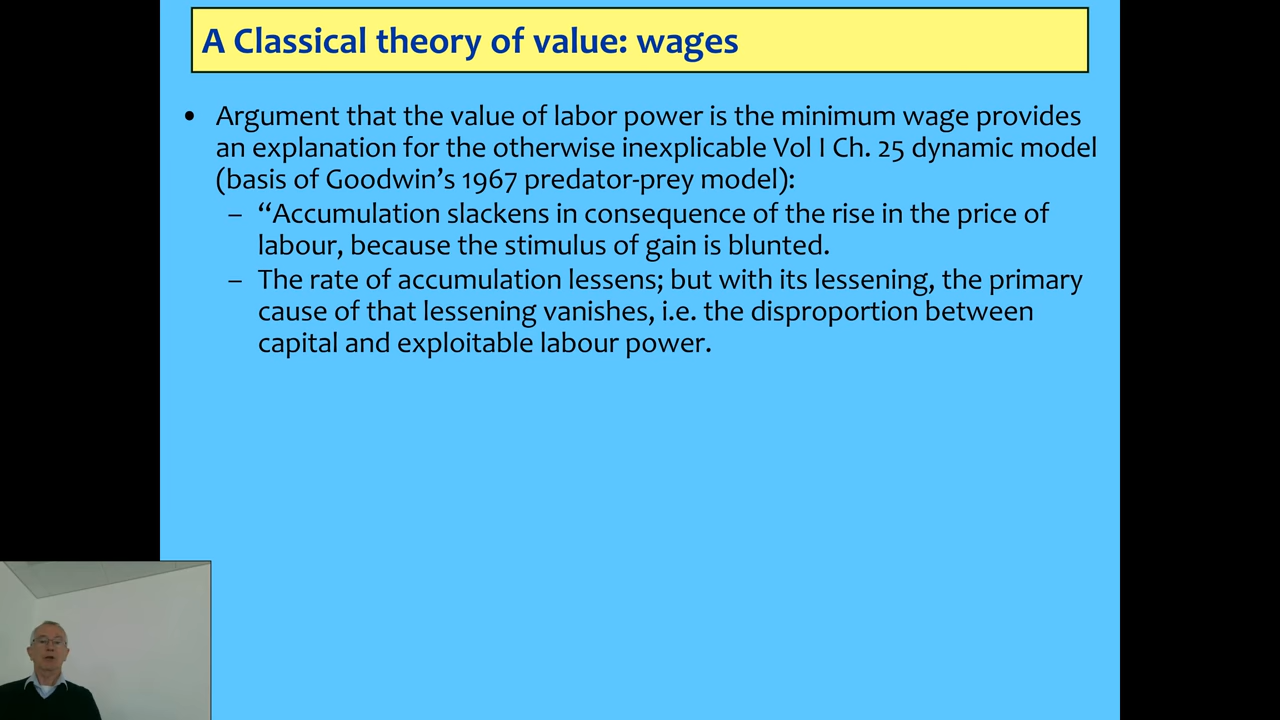 A Classical theory of value: wages
• Argument that the value of labor power is the minimum wage provides
an explanation for the otherwise inexplicable Vol I Ch. 25 dynamic model
(basis of Goodwin’s 1967 predator-prey model):
– “Accumulation slackens in consequence of the rise in the price of
labour, because the stimulus of gain is blunted.
– The rate of accumulation lessens; but with its lessening, the primary
cause of that lessening vanishes, i.e. the disproportion between
capital and exploitable labour power.